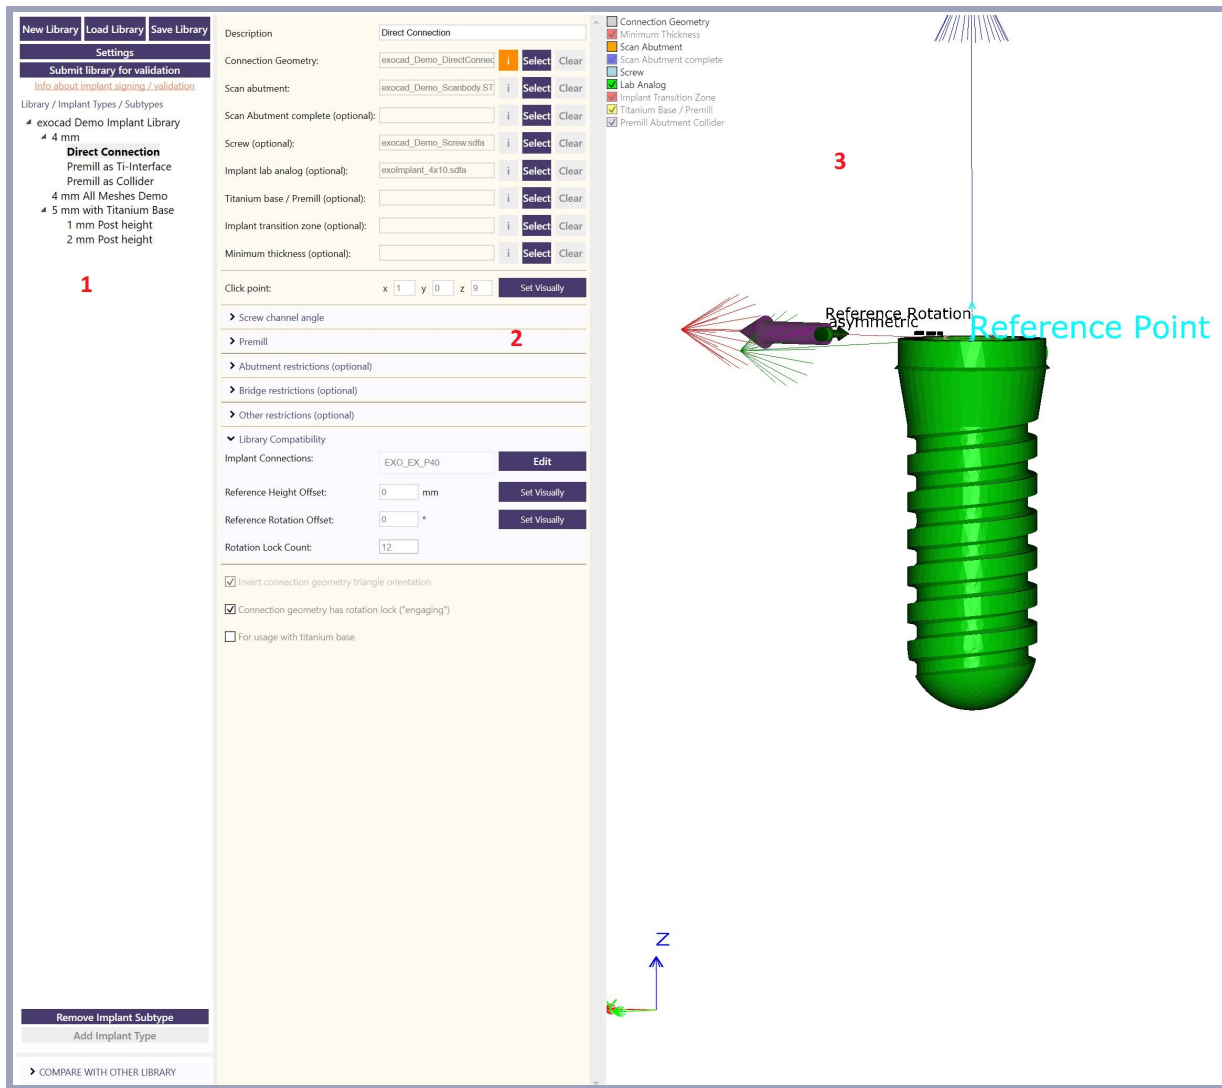 New Library Load Library Save Library
Settings
Submit library for validation
Info about implant signing / validation
Library / Implant Types / Subtypes
exocad Demo Implant Library
4 mm
Direct Connection
Premill as Ti-Interface
Premill as Collider
4 mm All Meshes Demo
5 mm with Titanium Base
1 mm Post height
2 mm Post height
1
Remove Implant Subtype
Add Implant Type
COMPARE WITH OTHER LIBRARY
Description Direct Connection
Connection Geometry: exocad_Demo_DirectConnec i Select Clear
Scan abutment: exocad_Demo_Scanbody.ST i Select Clear
Scan Abutment complete (optional): i Select Clear
Screw (optional): exocad_Demo_Screw.sdfa i Select Clear
Implant lab analog (optional): exoImplant_4x10.sdfa i Select Clear
Titanium base / Premill (optional): i Select Clear
Implant transition zone (optional): i Select Clear
Minimum thickness (optional): i Select Clear
Click point: x 1 y 0 z 9 Set Visually
Screw channel angle
Premill
2
Abutment restrictions (optional)
Bridge restrictions (optional)
Other restrictions (optional)
Library Compatibility
Implant Connections: EXO_EX_P40 Edit
Reference Height Offset: 0 mm Set Visually
Reference Rotation Offset: 0 ° Set Visually
Rotation Lock Count: 12
Invert connection geometry triangle orientation
Connection geometry has rotation lock ("engaging")
For usage with titanium base
Connection Geometry
Minimum Thickness
Scan Abutment
Scan Abutment complete
Screw
Lab Analog
Implant Transition Zone
Titanium Base / Premill
Premill Abutment Collider
3
Reference Rotation
asymmetric
Reference Point
Z